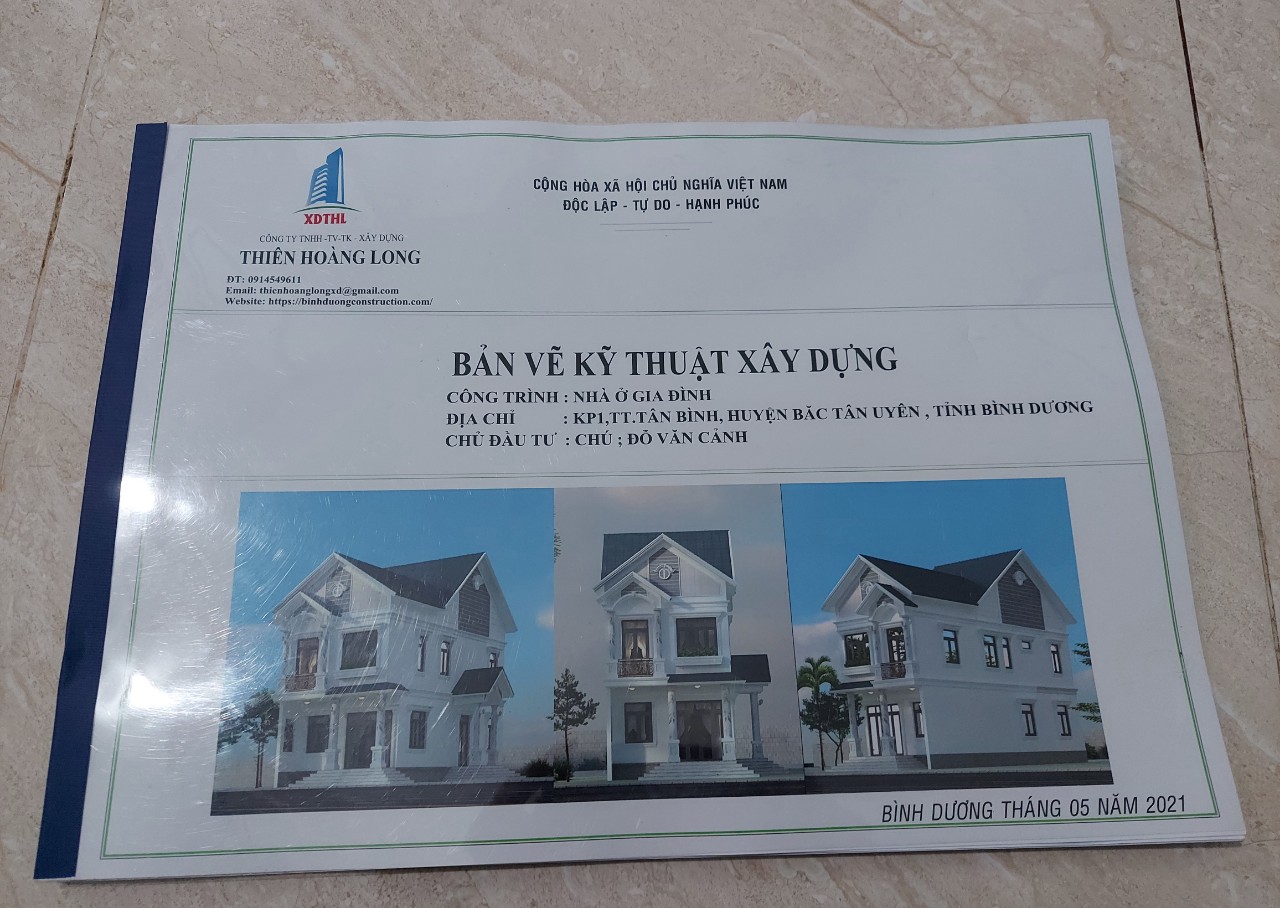 XDTHL
CÔNG TY TNHH -TV-TK - XÂY DỰNG
THIÊN HOÀNG LONG
ĐT: 0914549611
Email: thienhoanglongxd@gmail.com
Website: https://binhduongconstruction.com/
CỘNG HÒA XÃ HỘI CHỦ NGHĨA VIỆT NAM
ĐỘC LẬP - TỰ DO - HẠNH PHÚC
BẢN VẼ KỸ THUẬT XÂY DỰNG
CÔNG TRÌNH : NHÀ Ở GIA ĐÌNH
ĐỊA CHỈ : KP1,TT.TÂN BÌNH, HUYỆN BĂC TÂN UYÊN , TỈNH BÌNH DƯƠNG
CHỦ ĐẦU TƯ : CHÚ ; ĐỖ VĂN CẢNH
BÌNH DƯƠNG THÁNG 05 NĂM 2021